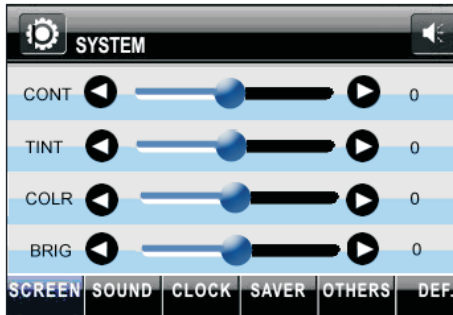 SYSTEM
CONT 0
TINT 0
COLR 0
BRIG 0
SCREEN SOUND CLOCK SAVER OTHERS DEF.